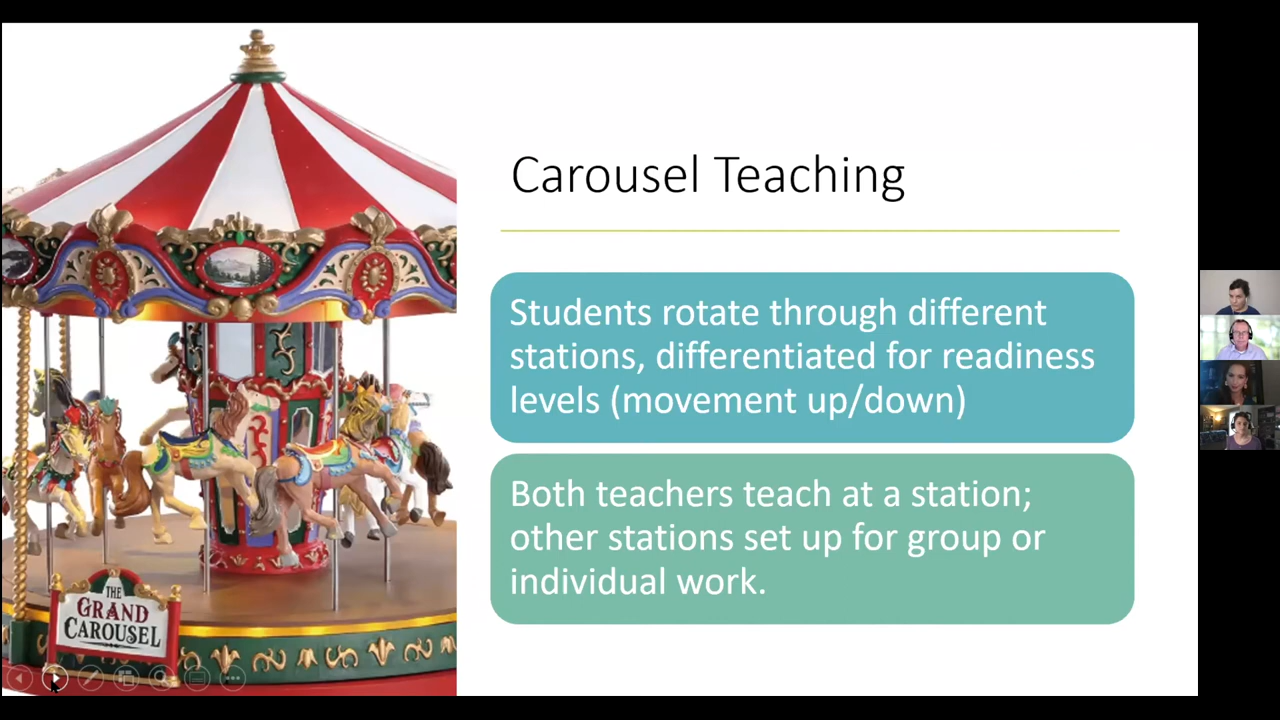 Carousel Teaching
Students rotate through different
stations, differentiated for readiness
levels (movement up/down)
Both teachers teach at a station;
other stations set up for group or
individual work.
THE
GRAND
CAROUSEL